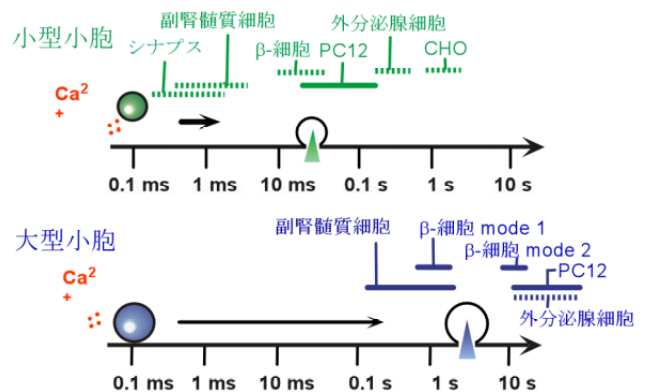 小型小胞
副腎髄質細胞
シナプス
外分泌腺細胞
β-細胞 PC12
CHO
Ca2
+
0.1 ms 1 ms 10 ms 0.1 s 1 s 10 s
大型小胞
副腎髄質細胞
β-細胞 mode 1
β-細胞 mode 2
PC12
Ca2
+
外分泌腺細胞
0.1 ms 1 ms 10 ms 0.1 s 1 s 10 s